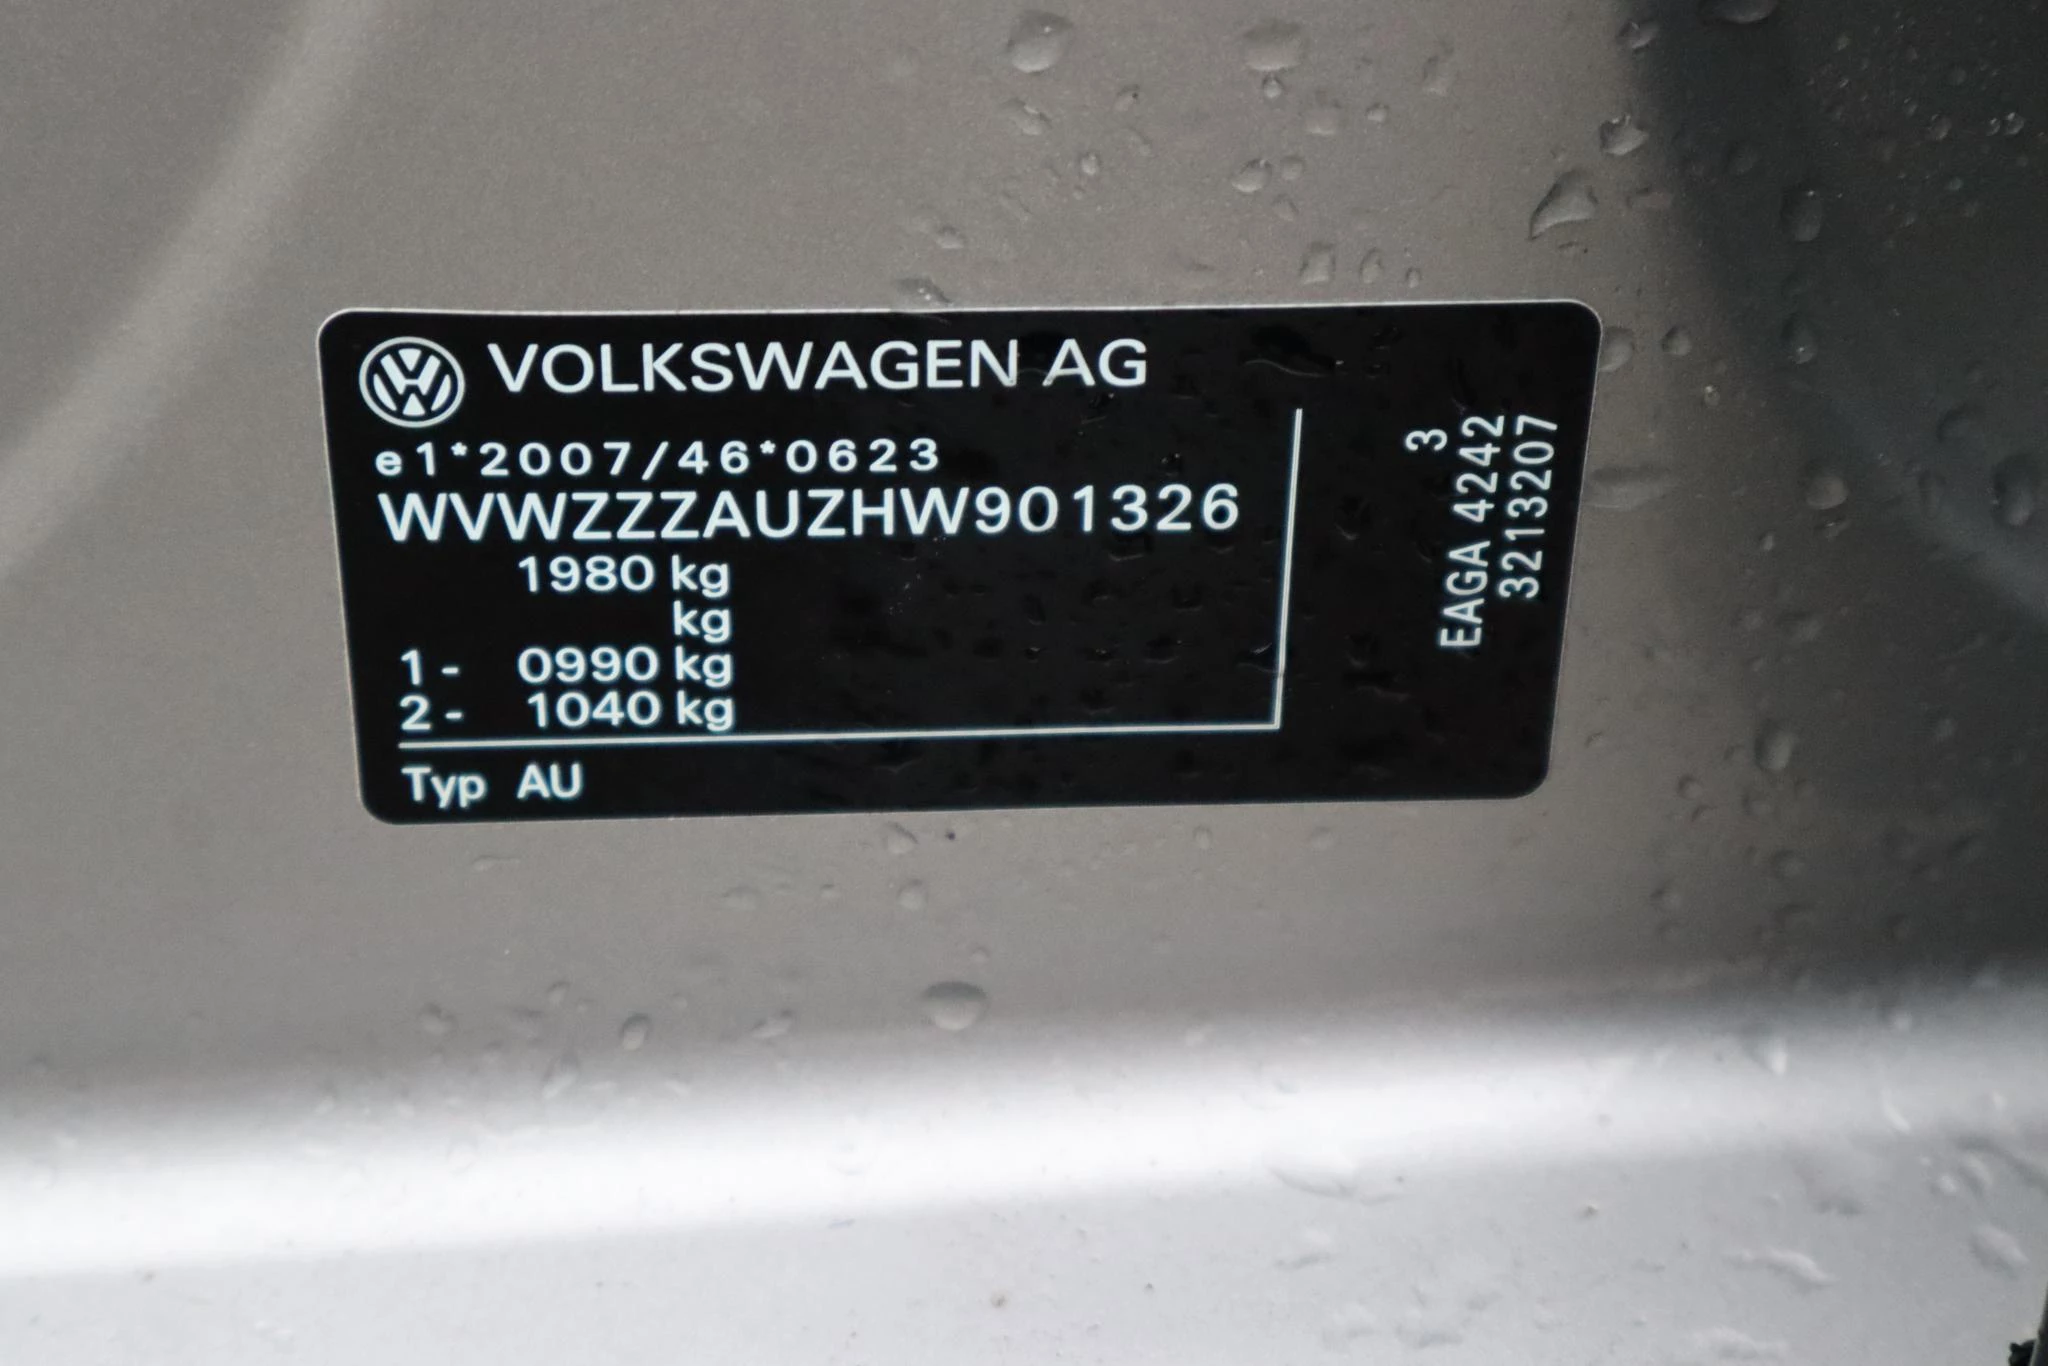 VOLKSWAGEN AG
e1*2007/46*0623
WVWZZZAUZHW901326
1980 kg
kg
1- 0990 kg
2- 1040 kg
Typ AU
3
EAGA 4242
3213207